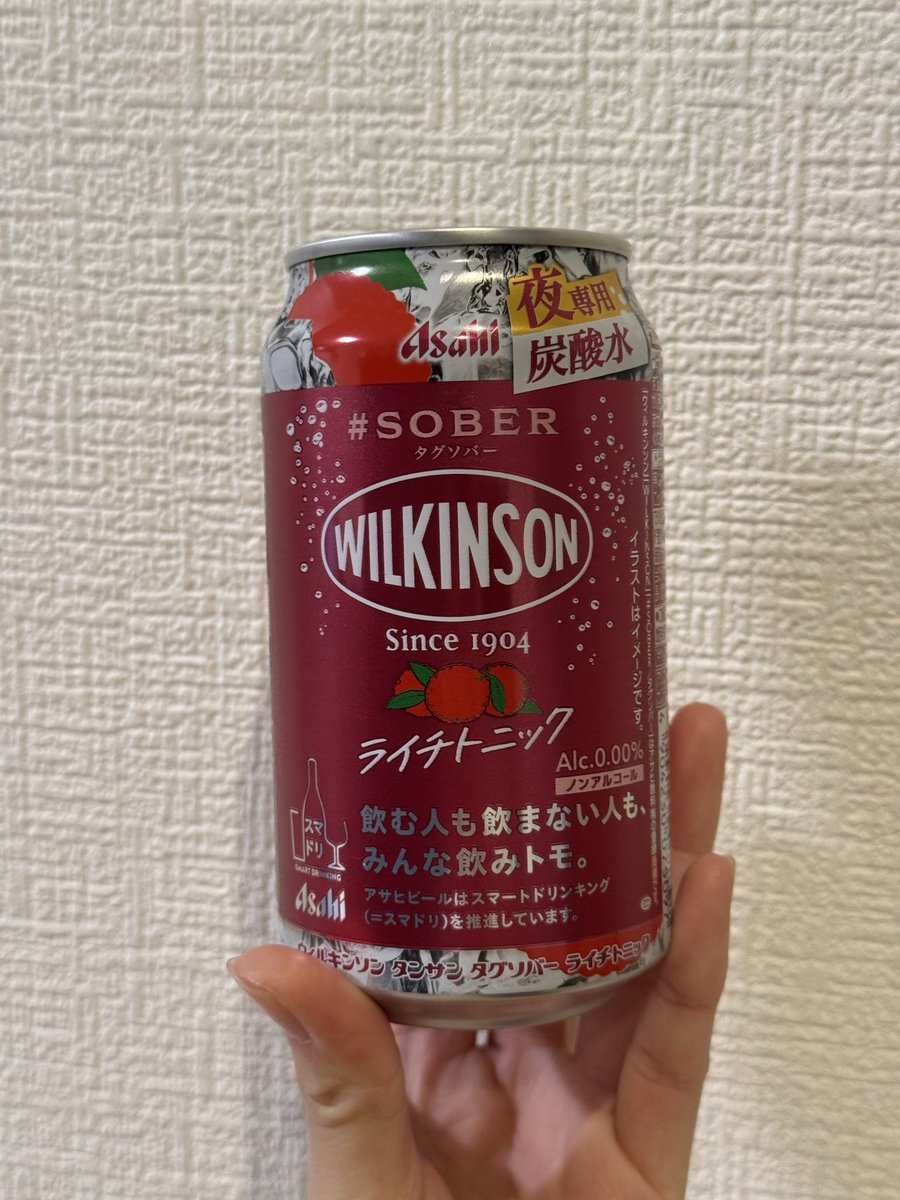 夜専用
炭酸水
Asahi
#SOBER
タグソバー
WILKINSON
Since 1904
ライチトニック
イラストはイメージです。
Alc.0.00%
ノンアルコール
飲む人も飲まない人も、
みんな飲みトモ。
スマ
ドリ
SMART DRINKING
Asahi
アサヒビールはスマートドリンキング
(=スマドリ)を推進しています。
ウィルキンソン タンサン タグソバー ライチトニック